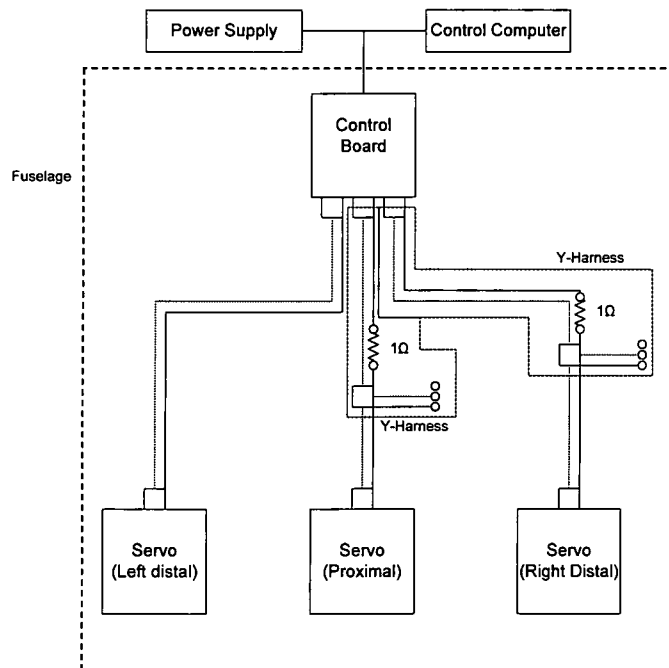 Power Supply
Control Computer
Control
Board
Fuselage
Y-Harness
1Ω
1Ω
Y-Harness
Servo
(Left distal)
Servo
(Proximal)
Servo
(Right Distal)